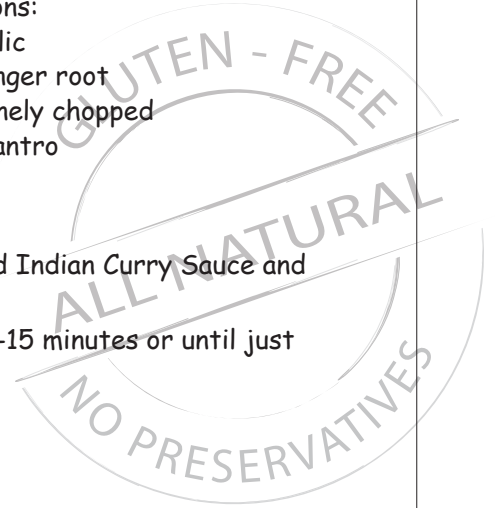 ons:
lic
nger root
nely chopped
antro
d Indian Curry Sauce and
-15 minutes or until just
GLUTEN - FREE
ALL NATURAL
NO PRESERVATIVES